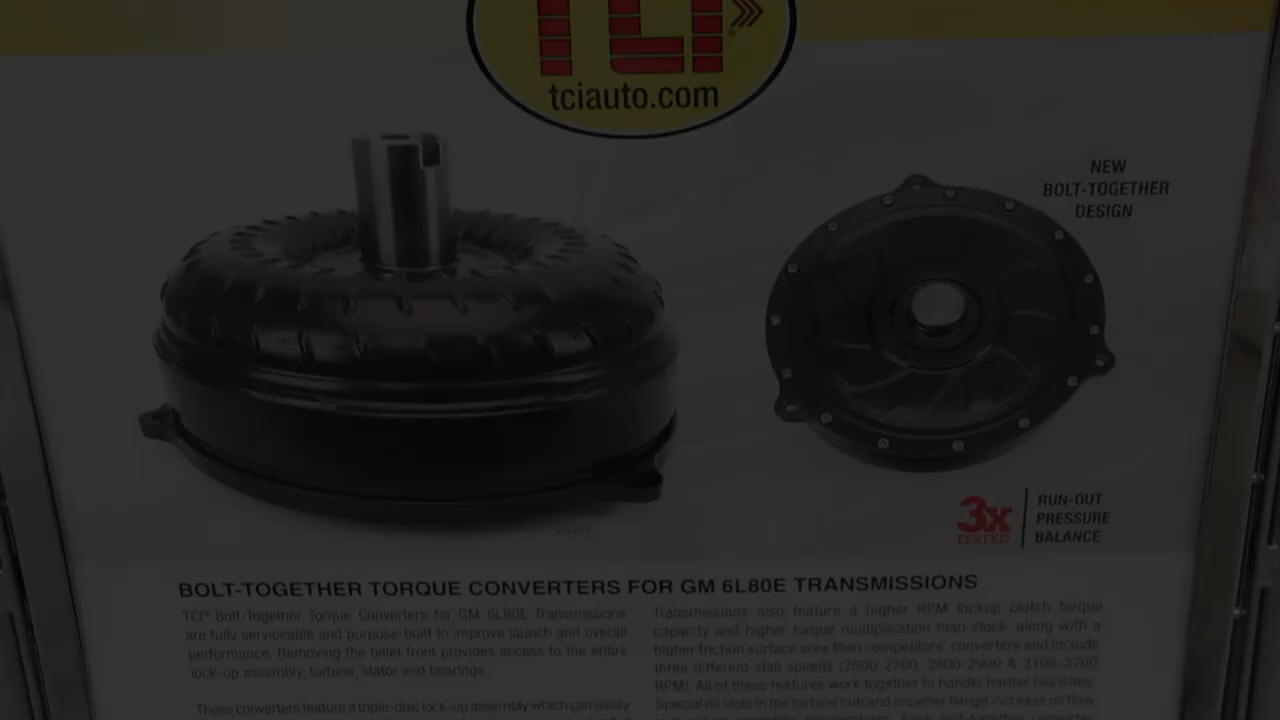 TCI
tciauto.com
NEW
BOLT-TOGETHER
DESIGN
3x
TESTED
RUN-OUT
PRESSURE
BALANCE
BOLT-TOGETHER TORQUE CONVERTERS FOR GM 6L80E TRANSMISSIONS
TCI® Bolt-Together Torque Converters for GM 6L80E Transmissions
are fully serviceable and purpose-built to improve launch and overall
performance. Removing the billet front provides access to the entire
lock-up assembly, turbine, stator and bearings.
These converters feature a triple-disc lock-up assembly which can easily
Transmissions also feature a higher RPM lockup clutch torque
capacity and higher torque multiplication than stock, along with a
higher friction surface area than competitors' converters and include
three different stall speeds (2600-2700, 2800-2900 & 3100-3200
RPM). All of these features work together to handle harder launches.
Special oil slots in the turbine hub and impeller flange increase oil flow